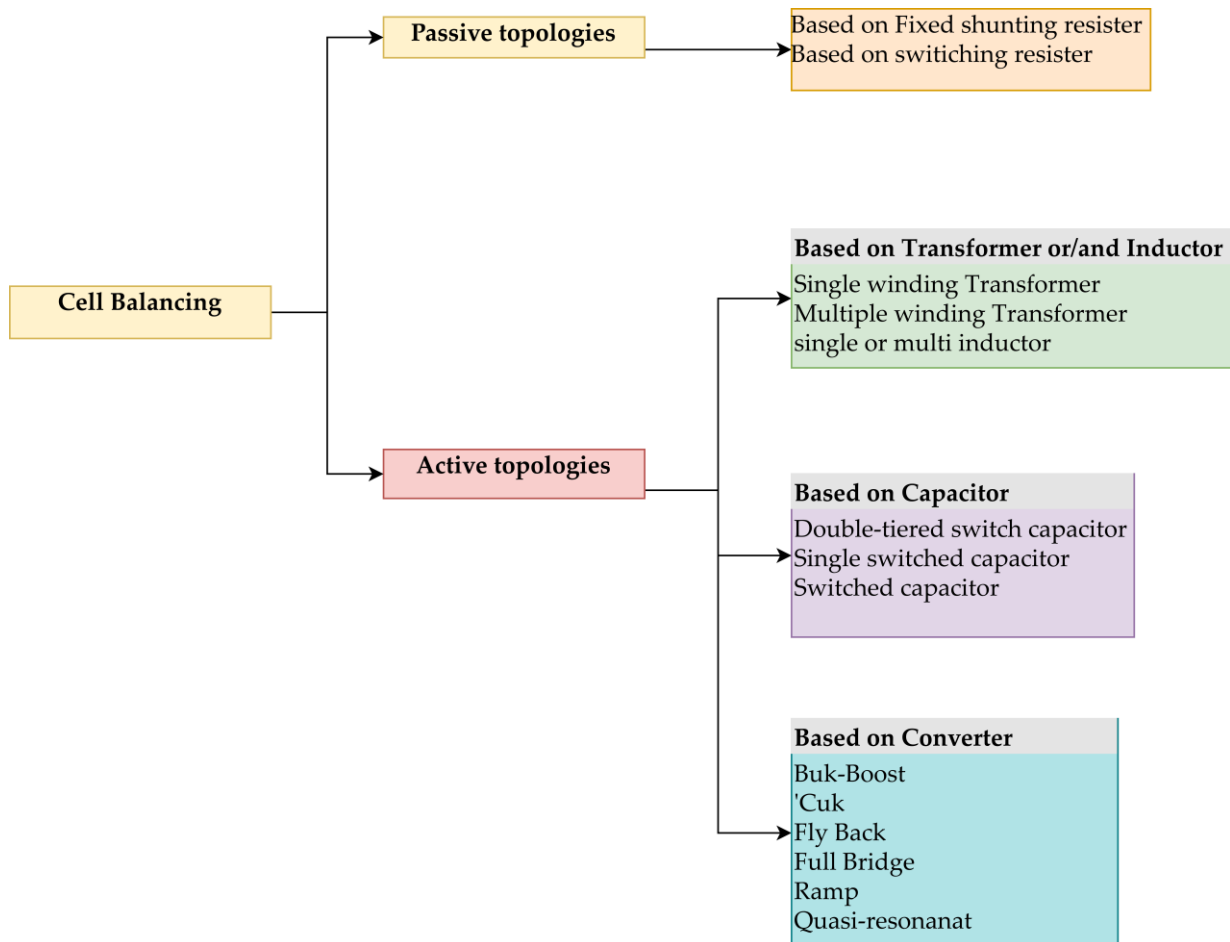 Passive topologies
Based on Fixed shunting resister
Based on switiching resister
Cell Balancing
Based on Transformer or/and Inductor
Single winding Transformer
Multiple winding Transformer
single or multi inductor
Active topologies
Based on Capacitor
Double-tiered switch capacitor
Single switched capacitor
Switched capacitor
Based on Converter
Buk-Boost
'Cuk
Fly Back
Full Bridge
Ramp
Quasi-resonanat